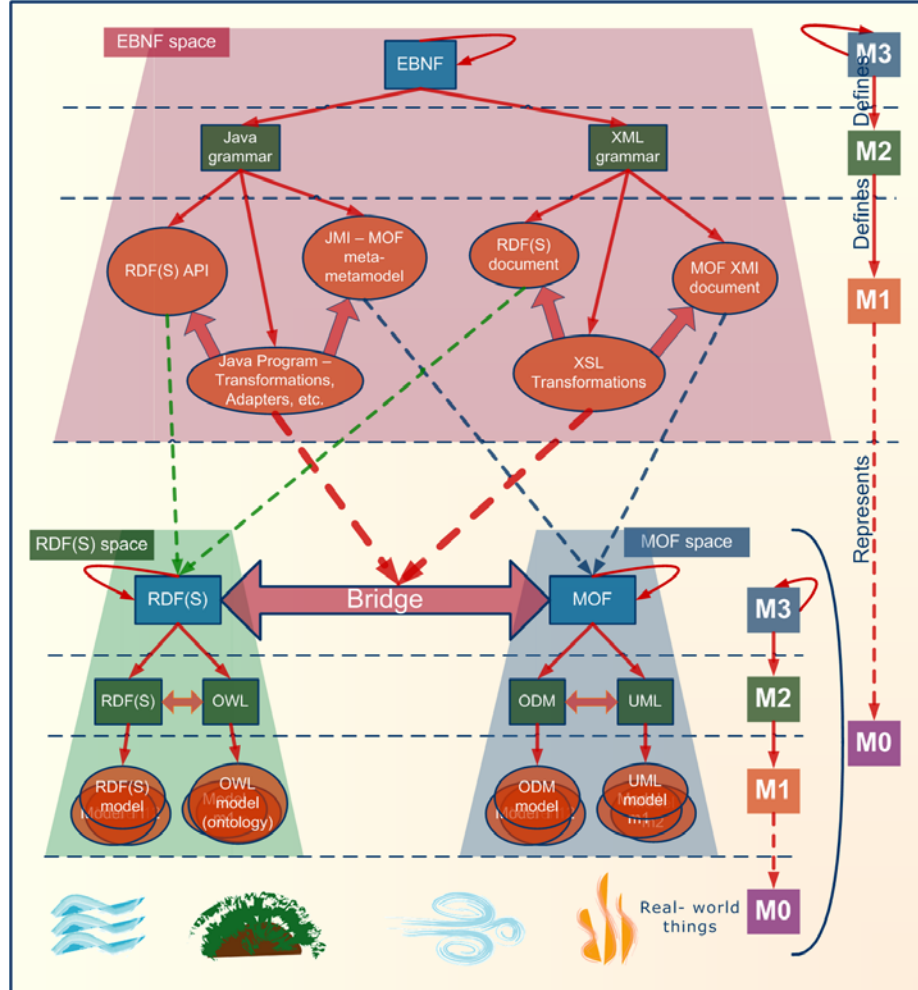 EBNF space
EBNF
M3
Defines
Java
grammar
XML
grammar
M2
Defines
RDF(S) API
JMI – MOF
meta-
metamodel
RDF(S)
document
MOF XMI
document
M1
Java Program –
Transformations,
Adapters, etc.
XSL
Transformations
Represents
RDF(S) space
MOF space
RDF(S)
Bridge
MOF
M3
RDF(S)
OWL
ODM
UML
M2
M0
RDF(S)
model
OWL
model
(ontology)
ODM
model
UML
model
M1
Real- world
things
M0